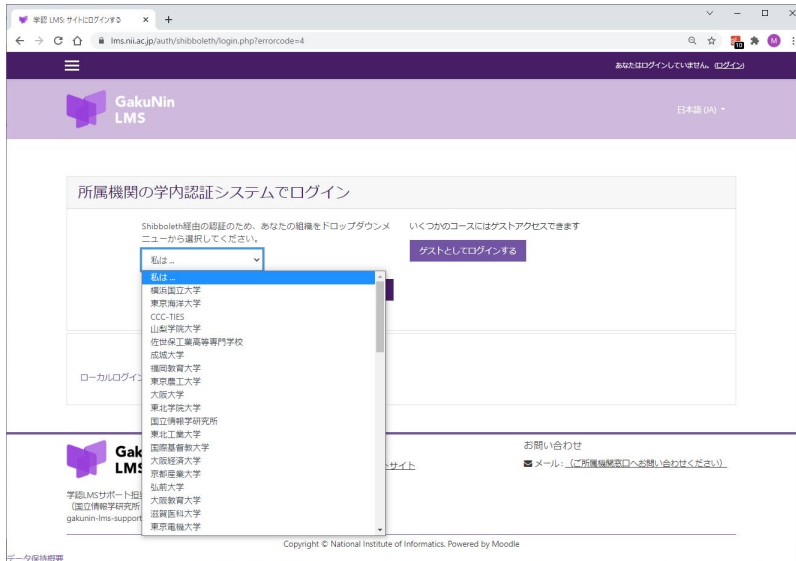 学認 LMS: サイトにログインする
lms.nii.ac.jp/auth/shibboleth/login.php?errorcode=4
10
M
あなたはログインしていません。 (ログイン)
GakuNin
LMS
日本語 (JA)
所属機関の学内認証システムでログイン
Shibboleth経由の認証のため、あなたの組織をドロップダウンメ
ニューから選択してください。
いくつかのコースにはゲストアクセスできます
ゲストとしてログインする
私は ...
私は ...
横浜国立大学
東京海洋大学
CCC-TIES
山梨学院大学
佐世保工業高等専門学校
成城大学
福岡教育大学
東京農工大学
大阪大学
東北学院大学
国立情報学研究所
東北工業大学
国際基督教大学
大阪経済大学
京都産業大学
弘前大学
大阪教育大学
滋賀医科大学
東京電機大学
ローカルログイン
Gak
LMS
トサイト
お問い合わせ
メール: (ご所属機関窓口へお問い合わせください)
学認LMSサポート担
(国立情報学研究所
gakunin-lms-support
Copyright © National Institute of Informatics. Powered by Moodle
データ保持概要